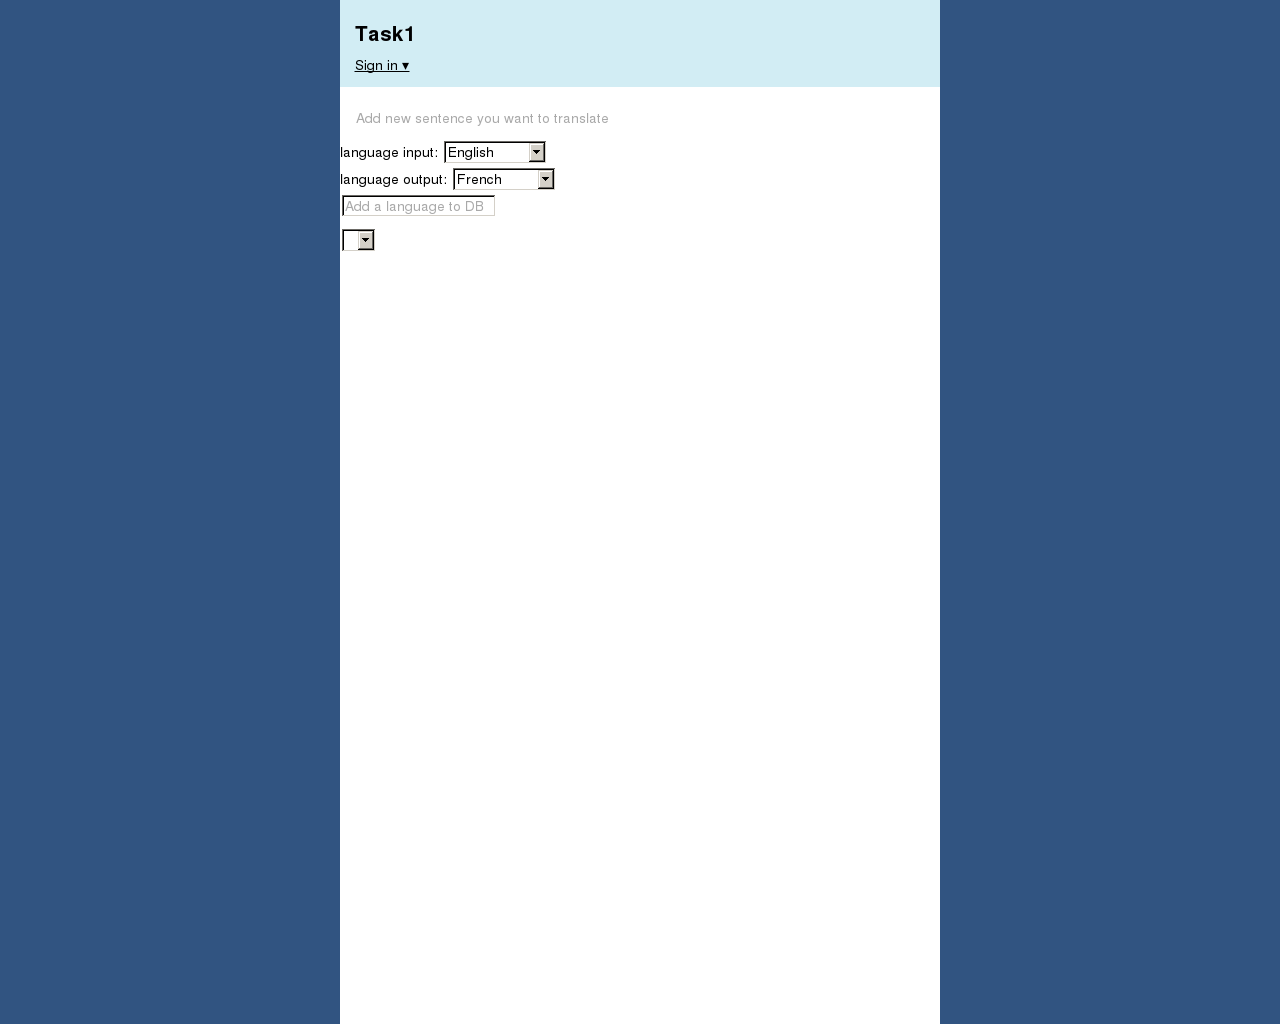 Task1
Sign in ▾
Add new sentence you want to translate
language input: English
language output: French
Add a language to DB